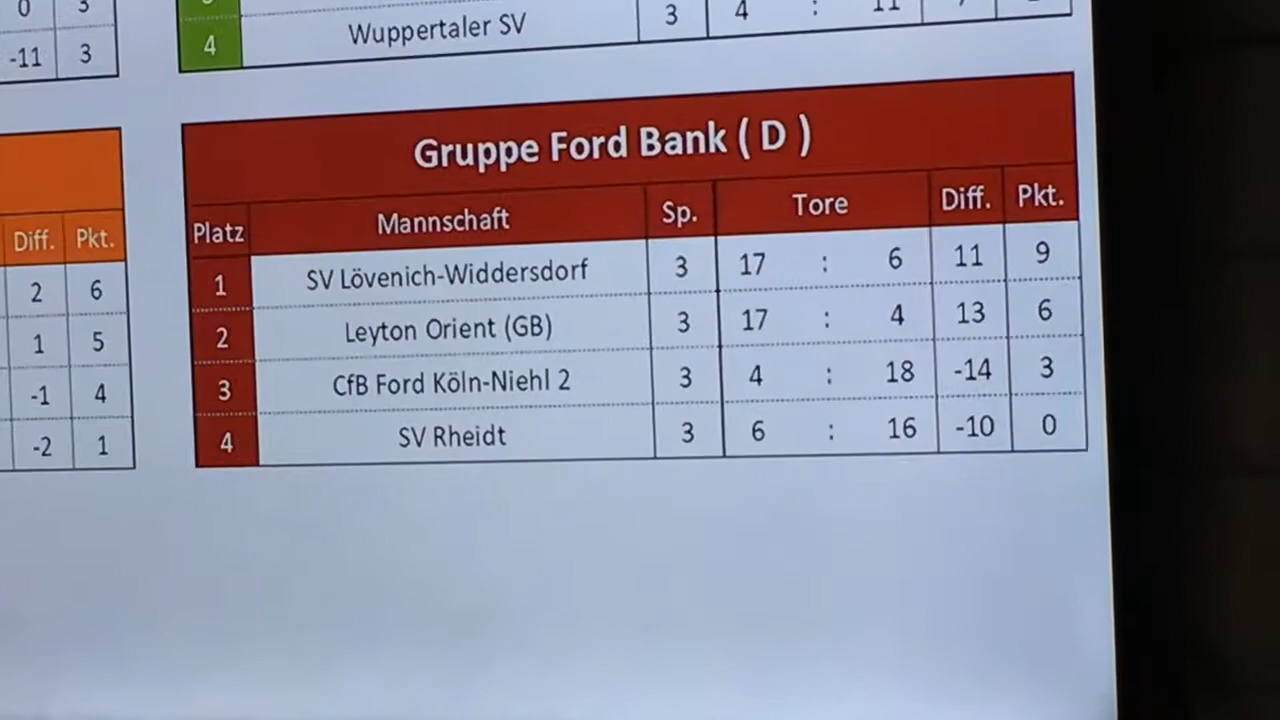 0 3
-11 3
4 Wuppertaler SV 3 4 : 11
Gruppe Ford Bank ( D )
Platz Mannschaft Sp. Tore Diff. Pkt.
1 SV Lövenich-Widdersdorf 3 17 : 6 11 9
2 Leyton Orient (GB) 3 17 : 4 13 6
3 CfB Ford Köln-Niehl 2 3 4 : 18 -14 3
4 SV Rheidt 3 6 : 16 -10 0
Diff. Pkt.
2 6
1 5
-1 4
-2 1